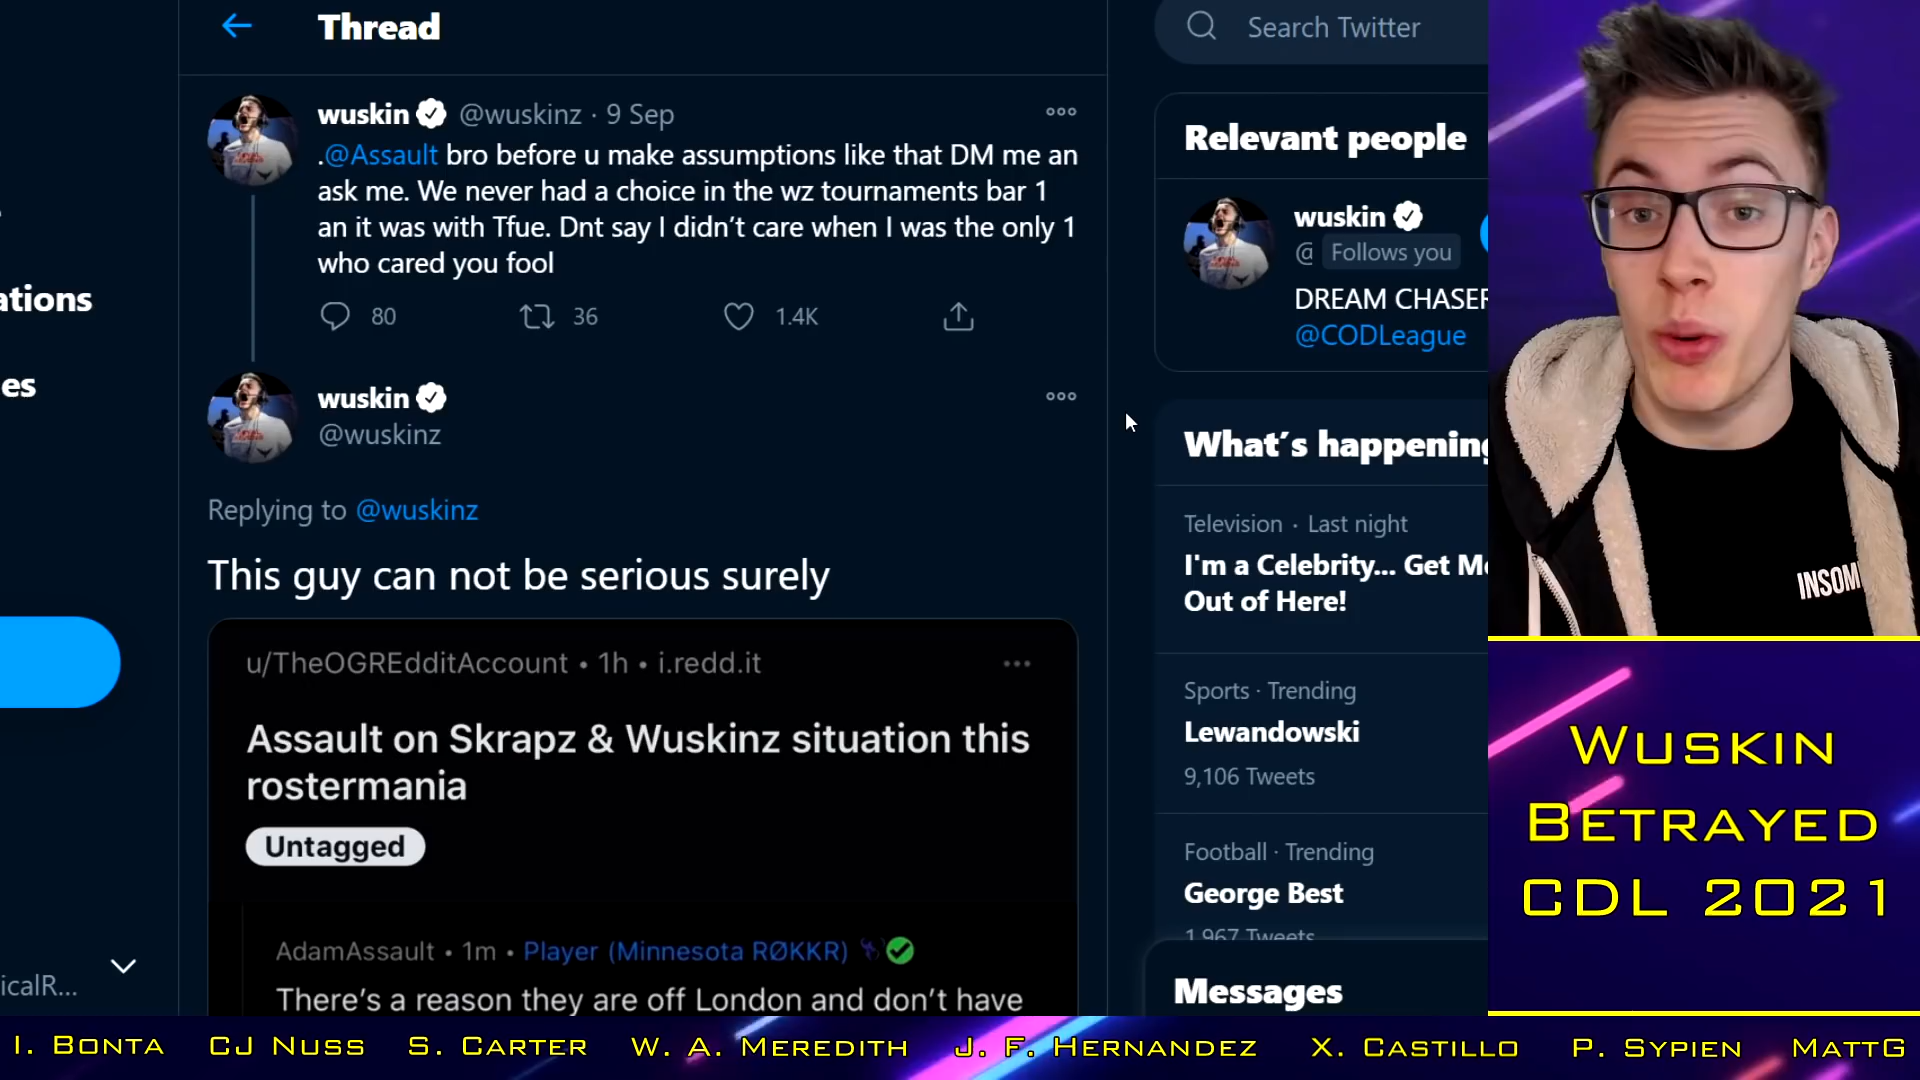 Thread
Search Twitter
wuskin @wuskinz · 9 Sep
.@Assault bro before u make assumptions like that DM me an
ask me. We never had a choice in the wz tournaments bar 1
an it was with Tfue. Dnt say I didn't care when I was the only 1
who cared you fool
80 36 1.4K
wuskin
@wuskinz
Replying to @wuskinz
This guy can not be serious surely
u/TheOGREdditAccount • 1h • i.redd.it
Assault on Skrapz & Wuskinz situation this
rostermania
Untagged
AdamAssault • 1m • Player (Minnesota RØKKR)
There's a reason they are off London and don't have
ations
es
icalR...
Relevant people
wuskin
@ Follows you
DREAM CHASER
@CODLeague
What's happening
Television · Last night
I'm a Celebrity... Get Me
Out of Here!
Sports · Trending
Lewandowski
9,106 Tweets
Football · Trending
George Best
1,967 Tweets
Messages
INSOM
WUSKIN
BETRAYED
CDL 2021
I. BONTA CJ NUSS S. CARTER W. A. MEREDITH J. F. HERNANDEZ X. CASTILLO P. SYPIEN MATTG